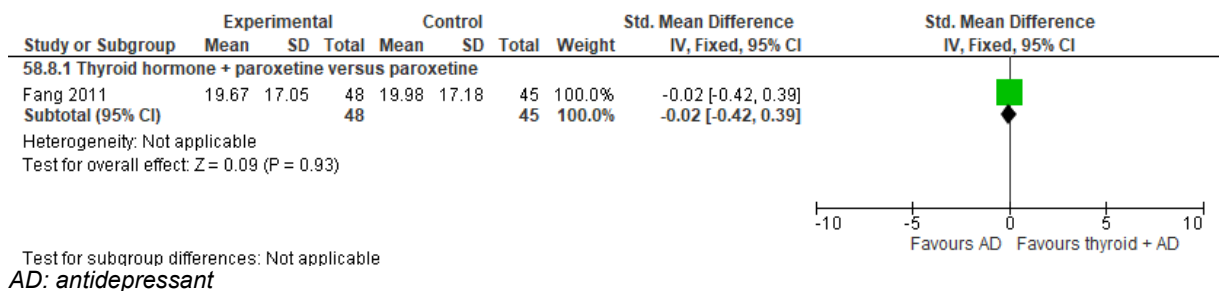 Experimental Control Std. Mean Difference Std. Mean Difference
Study or Subgroup Mean SD Total Mean SD Total Weight IV, Fixed, 95% CI IV, Fixed, 95% CI
58.8.1 Thyroid hormone + paroxetine versus paroxetine
Fang 2011 19.67 17.05 48 19.98 17.18 45 100.0% -0.02 [-0.42, 0.39]
Subtotal (95% CI) 48 45 100.0% -0.02 [-0.42, 0.39]
Heterogeneity: Not applicable
Test for overall effect: Z = 0.09 (P = 0.93)
-10 -5 0 5 10
Favours AD Favours thyroid + AD
Test for subgroup differences: Not applicable
AD: antidepressant